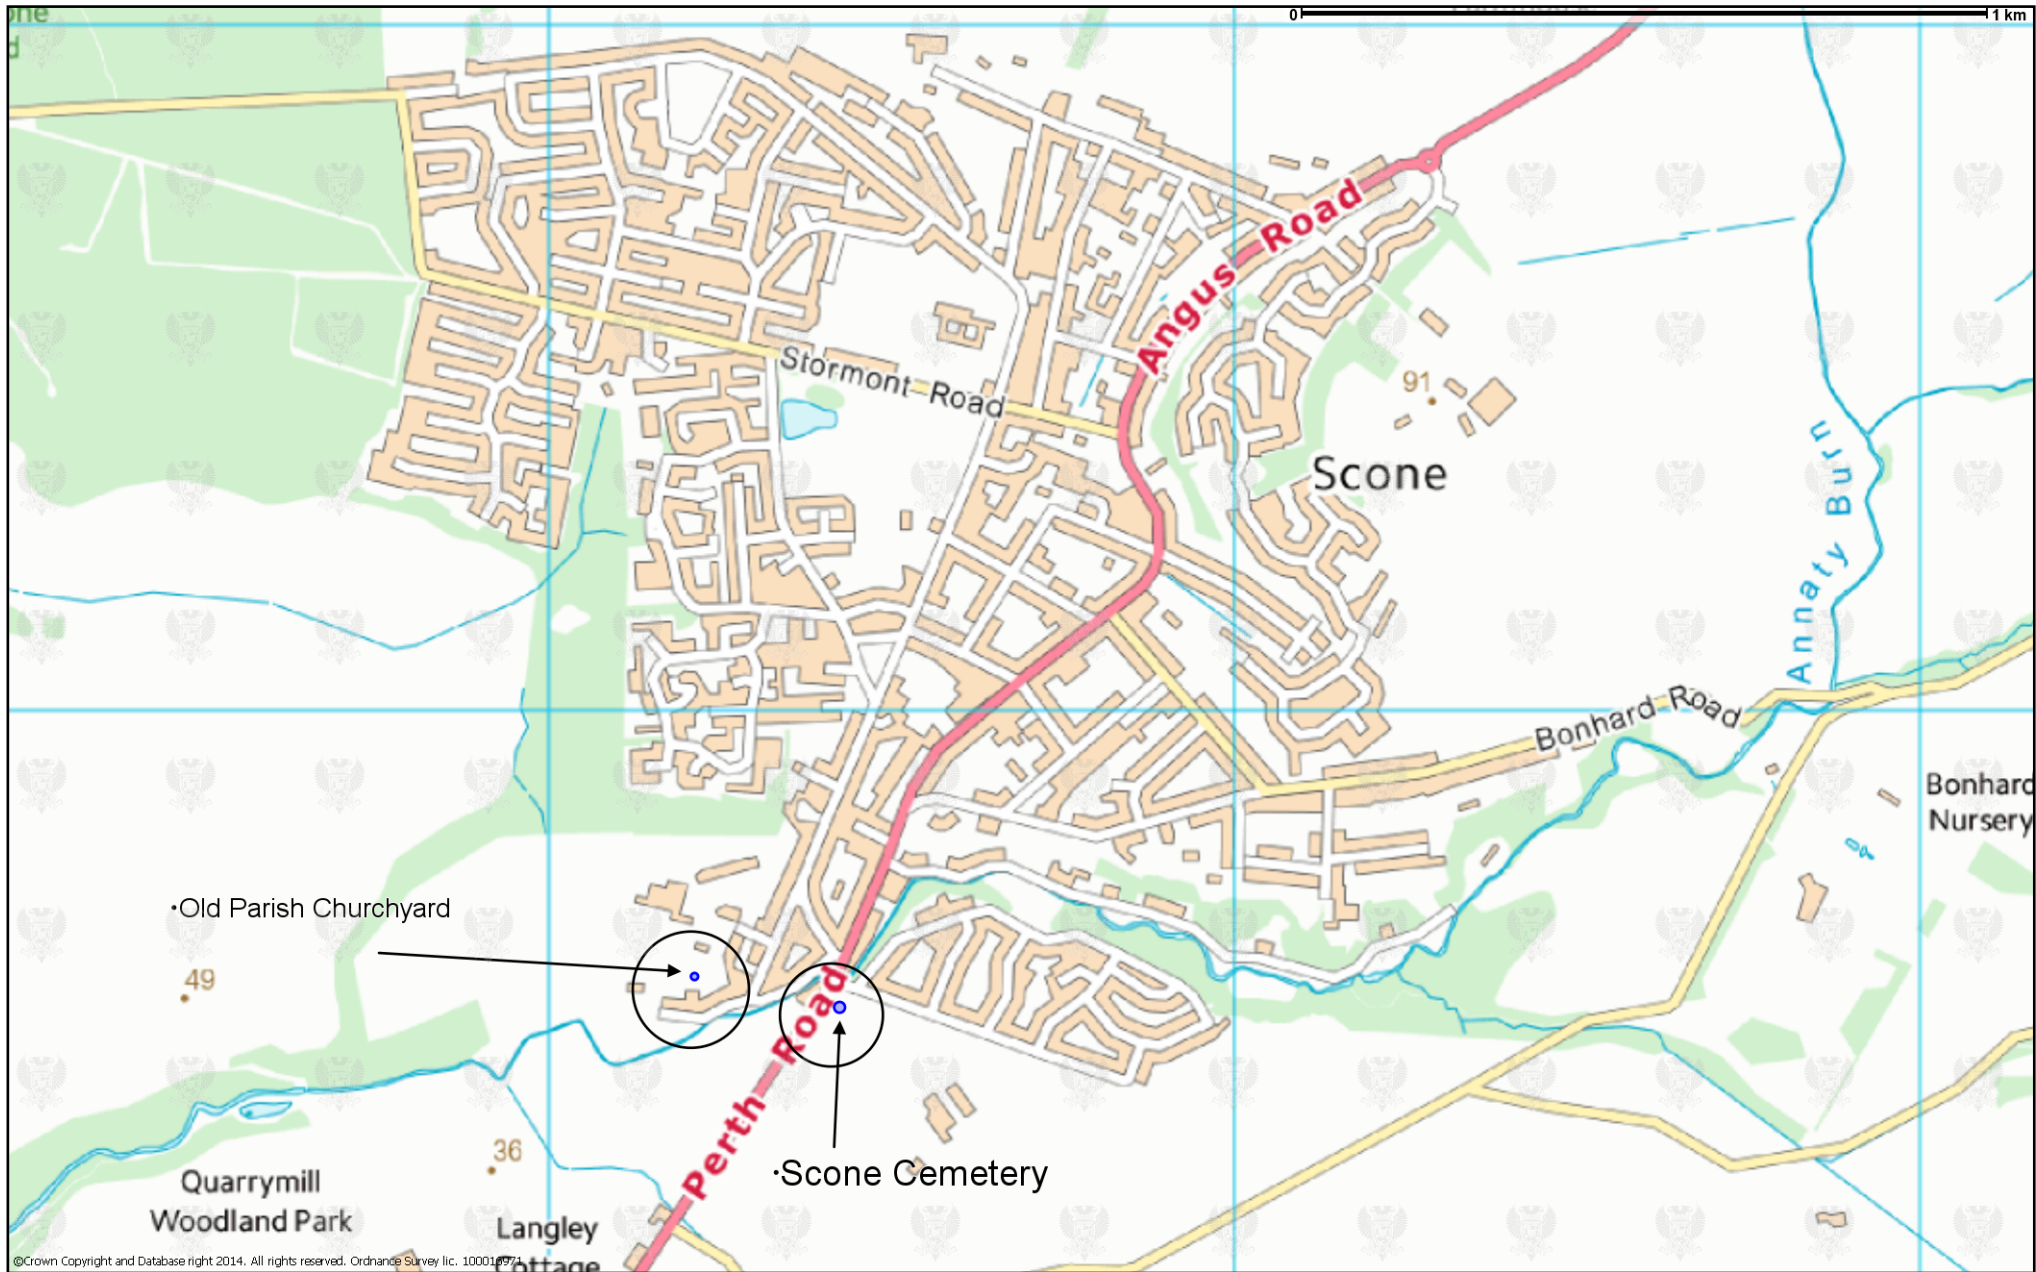 0
1 km
Angus Road
Stormont Road
91
Scone
Annaty Burn
Bonhard Road
Bonhard
Nursery
·Old Parish Churchyard
49
Perth Road
36
·Scone Cemetery
Quarrymill
Woodland Park
Langley
Cottage
©Crown Copyright and Database right 2014. All rights reserved. Ordnance Survey lic. 100016971